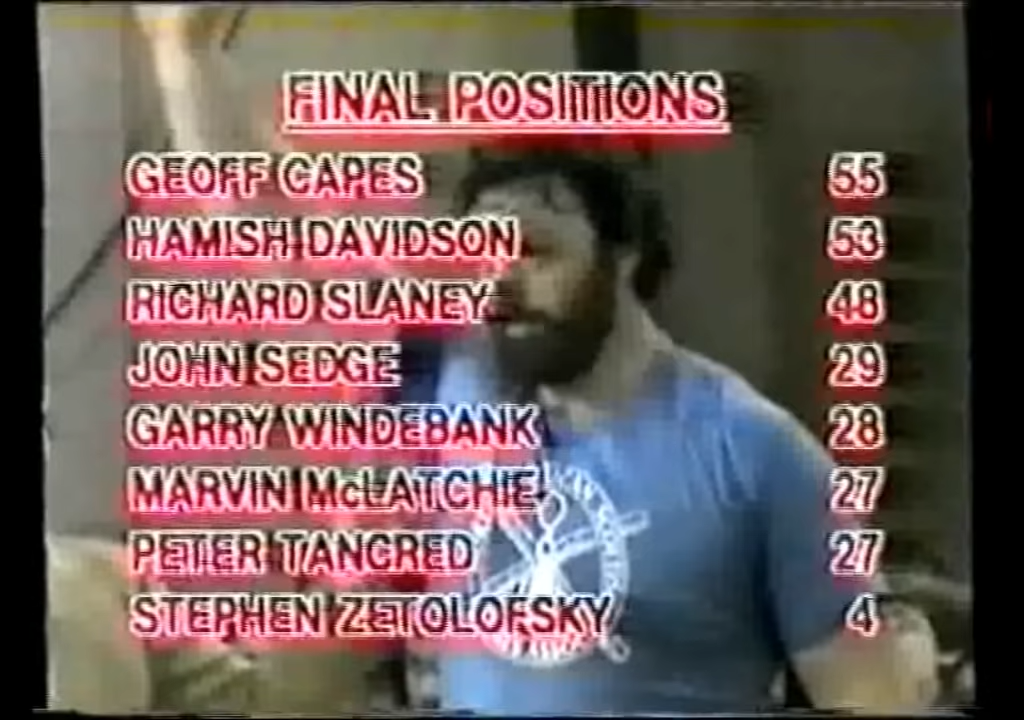 FINAL POSITIONS
GEOFF CAPES 55
HAMISH DAVIDSON 53
RICHARD SLANEY 48
JOHN SEDGE 29
GARRY WINDEBANK 28
MARVIN McLATCHIE 27
PETER TANCRED 27
STEPHEN ZETOLOFSKY 4